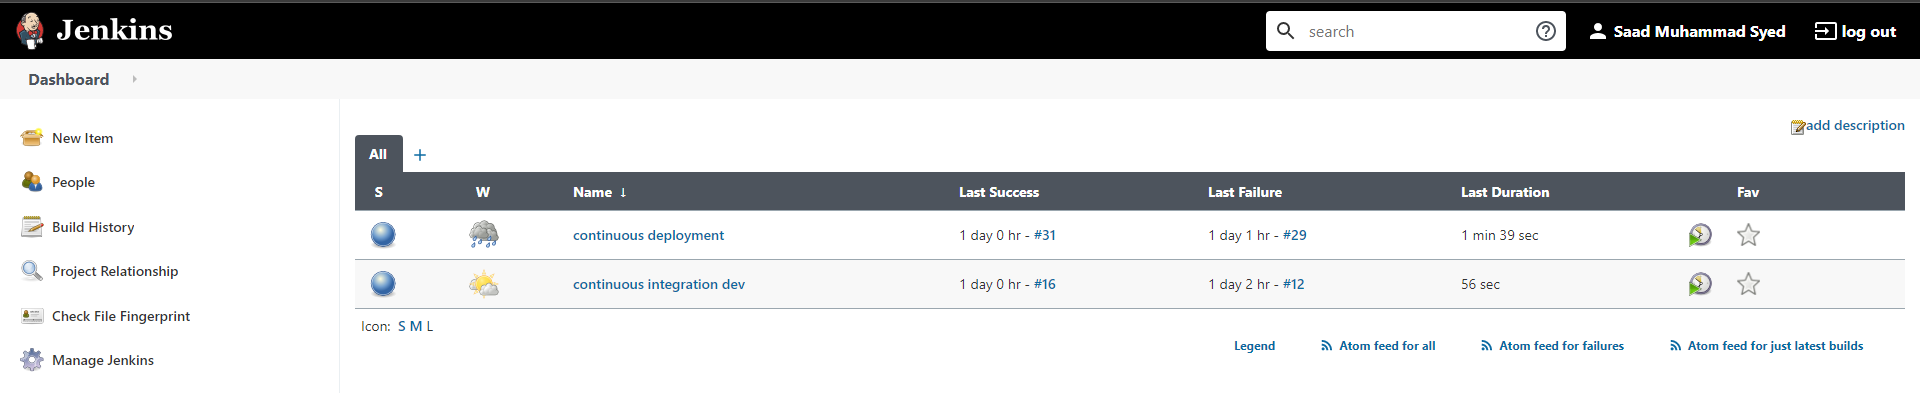 Jenkins
search
Saad Muhammad Syed
log out
Dashboard
New Item
People
Build History
Project Relationship
Check File Fingerprint
Manage Jenkins
add description
All +
S W Name ↓ Last Success Last Failure Last Duration Fav
continuous deployment 1 day 0 hr - #31 1 day 1 hr - #29 1 min 39 sec
continuous integration dev 1 day 0 hr - #16 1 day 2 hr - #12 56 sec
Icon: S M L
Legend Atom feed for all Atom feed for failures Atom feed for just latest builds